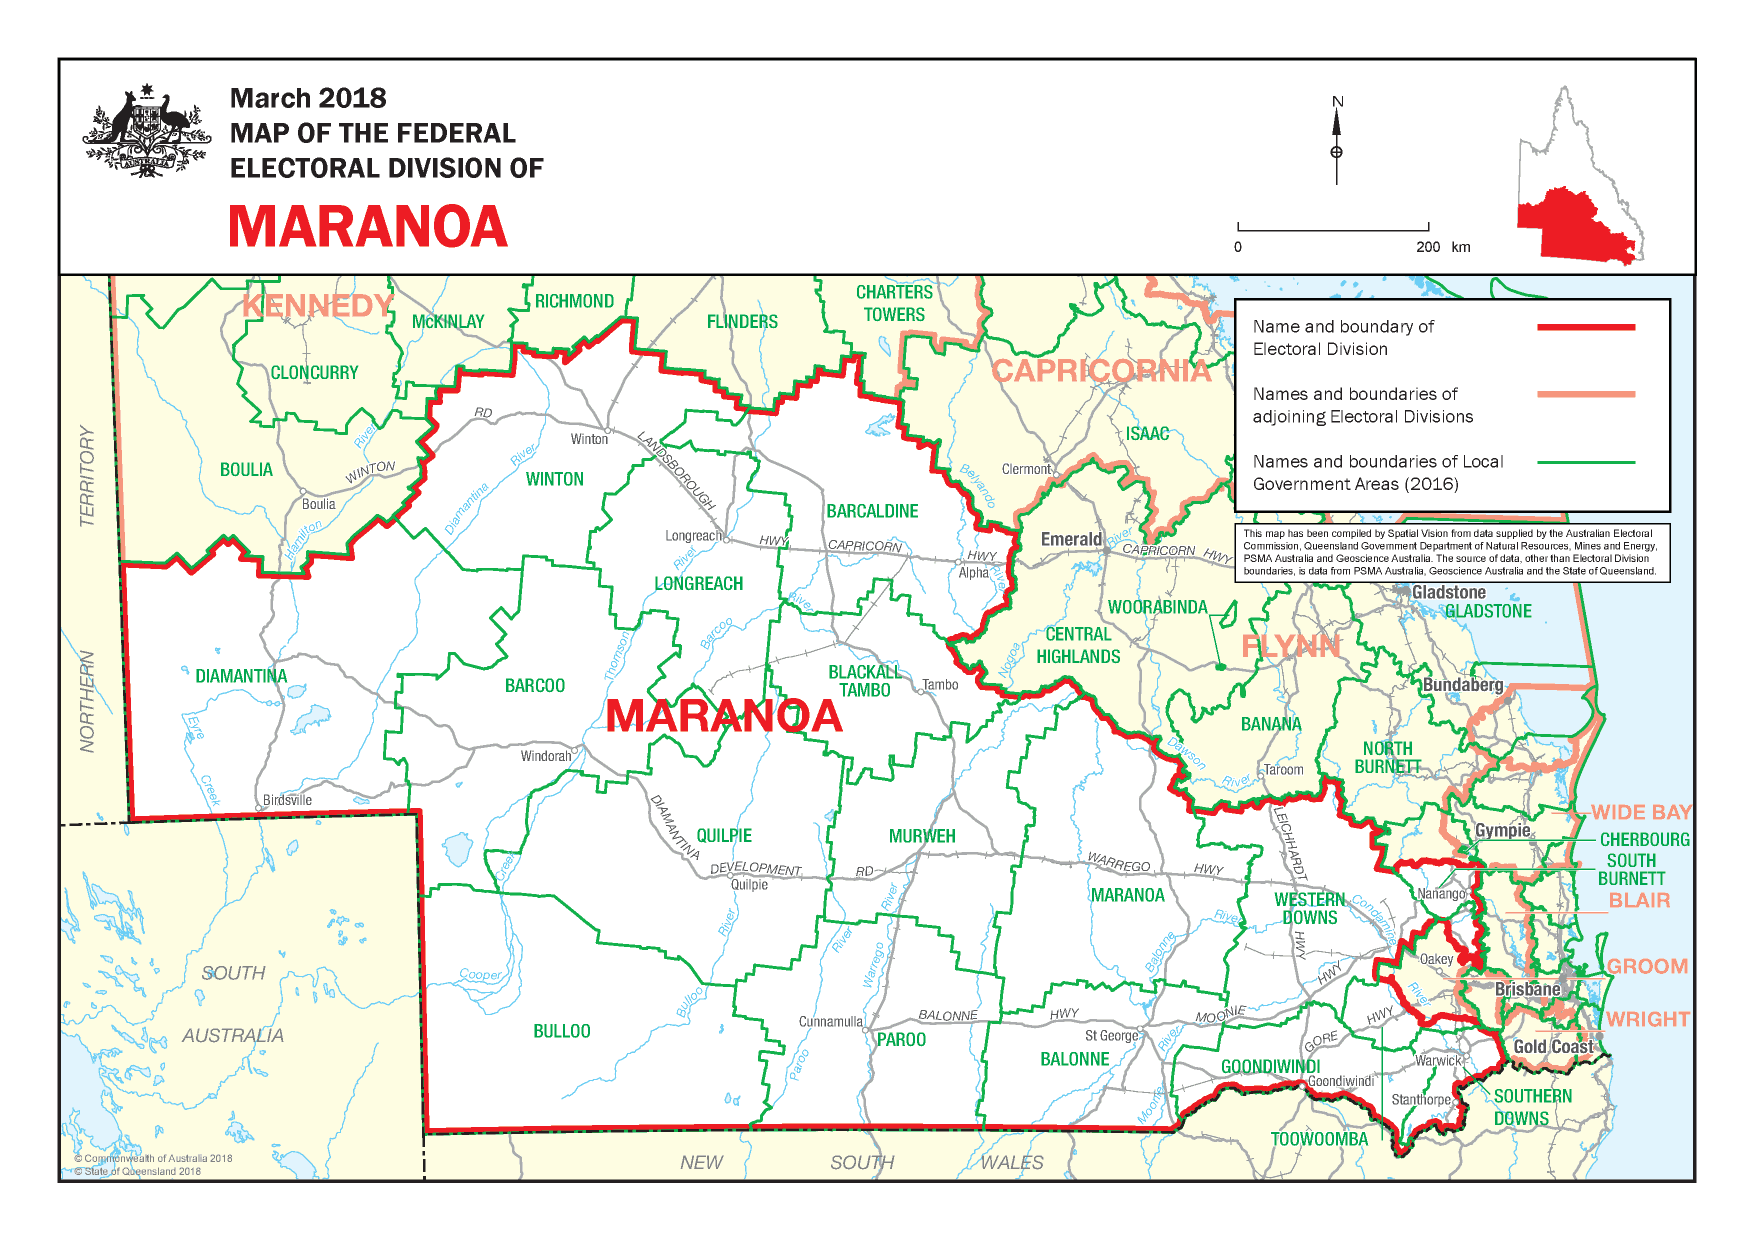 March 2018
MAP OF THE FEDERAL
ELECTORAL DIVISION OF
MARANOA
AUSTRALIA
N
0 200 km
Name and boundary of
Electoral Division
Names and boundaries of
adjoining Electoral Divisions
Names and boundaries of Local
Government Areas (2016)
This map has been compiled by Spatial Vision from data supplied by the Australian Electoral
Commission, Queensland Government Department of Natural Resources, Mines and Energy,
PSMA Australia and Geoscience Australia. The source of data, other than Electoral Division
boundaries, is data from PSMA Australia, Geoscience Australia and the State of Queensland.
KENNEDY
McKINLAY
RICHMOND
FLINDERS
CHARTERS
TOWERS
CAPRICORNIA
CLONCURRY
ISAAC
RD
Winton
LANDSBOROUGH
River
River
BOULIA
WINTON
WINTON
Boulia
Clermont
Belyando
Diamantina
Hamilton
BARCALDINE
TERRITORY
Longreach
HWY
CAPRICORN
HWY
Alpha
River
Emerald
River
CAPRICORN
HWY
River
LONGREACH
River
Barcoo
Thomson
WOORABINDA
Gladstone
GLADSTONE
CENTRAL
HIGHLANDS
Nogoa
FLYNN
NORTHERN
DIAMANTINA
BARCOO
BLACKALL
TAMBO
Tambo
Bundaberg
MARANOA
Eyre
Creek
BANANA
NORTH
BURNETT
Windorah
Dawson
River
Taroom
Birdsville
DIAMANTINA
DEVELOPMENT
RD
QUILPIE
Quilpie
MURWEH
Creek
WARREGO
HWY
LEICHHARDT
HWY
MARANOA
WESTERN
DOWNS
Condamine
WIDE BAY
Gympie
CHERBOURG
SOUTH
BURNETT
Nanango
BLAIR
River
River
River
River
Warrego
Balonne
HWY
Oakey
GROOM
SOUTH
AUSTRALIA
Cooper
Bulloo
Brisbane
River
BULLOO
Cunnamulla
BALONNE
HWY
MOONIE
HWY
WRIGHT
PAROO
St George
River
GORE
Gold Coast
Paroo
BALONNE
GOONDIWINDI
Goondiwindi
Warwick
Moonie
Stanthorpe
SOUTHERN
DOWNS
TOOWOOMBA
NEW
SOUTH
WALES
© Commonwealth of Australia 2018
© State of Queensland 2018